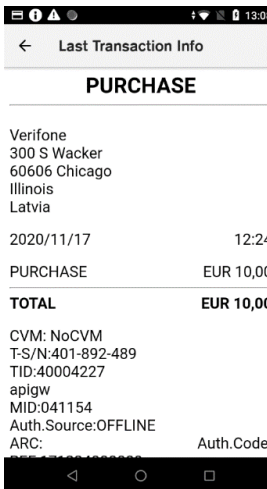 13:0
Last Transaction Info
PURCHASE
Verifone
300 S Wacker
60606 Chicago
Illinois
Latvia
2020/11/17 12:24
PURCHASE EUR 10,00
TOTAL EUR 10,00
CVM: NoCVM
T-S/N:401-892-489
TID:40004227
apigw
MID:041154
Auth.Source:OFFLINE
ARC: Auth.Code